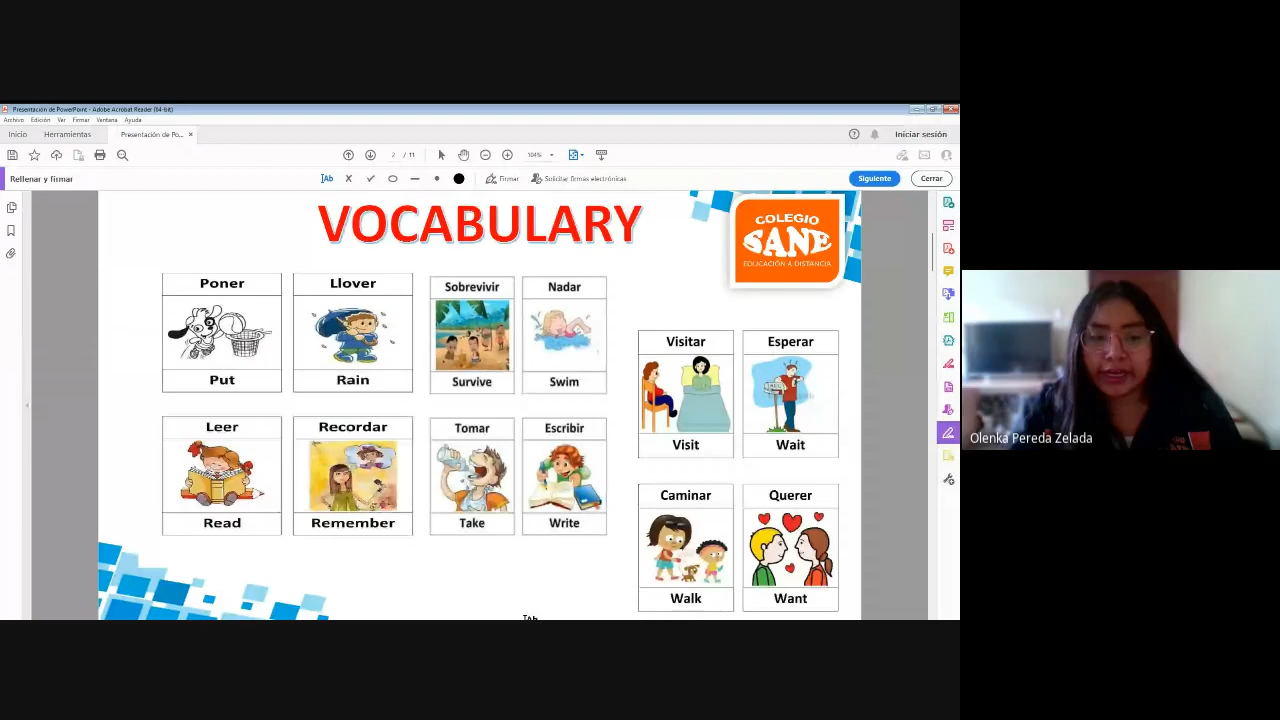 Presentación de PowerPoint - Adobe Acrobat Reader (64-bit)
Archivo Edición Ver Firmar Ventana Ayuda
Inicio Herramientas Presentación de Po... × Iniciar sesión
2 / 11 104%
Rellenar y firmar Ab Firmar Solicitar firmas electrónicas Siguiente Cerrar
VOCABULARY
COLEGIO
SANE
EDUCACIÓN A DISTANCIA
Poner
Put
Llover
Rain
Sobrevivir
Survive
Nadar
Swim
Visitar
Visit
Esperar
Wait
Leer
Read
Recordar
Remember
Tomar
Take
Escribir
Write
Caminar
Walk
Querer
Want
Olenka Pereda Zelada